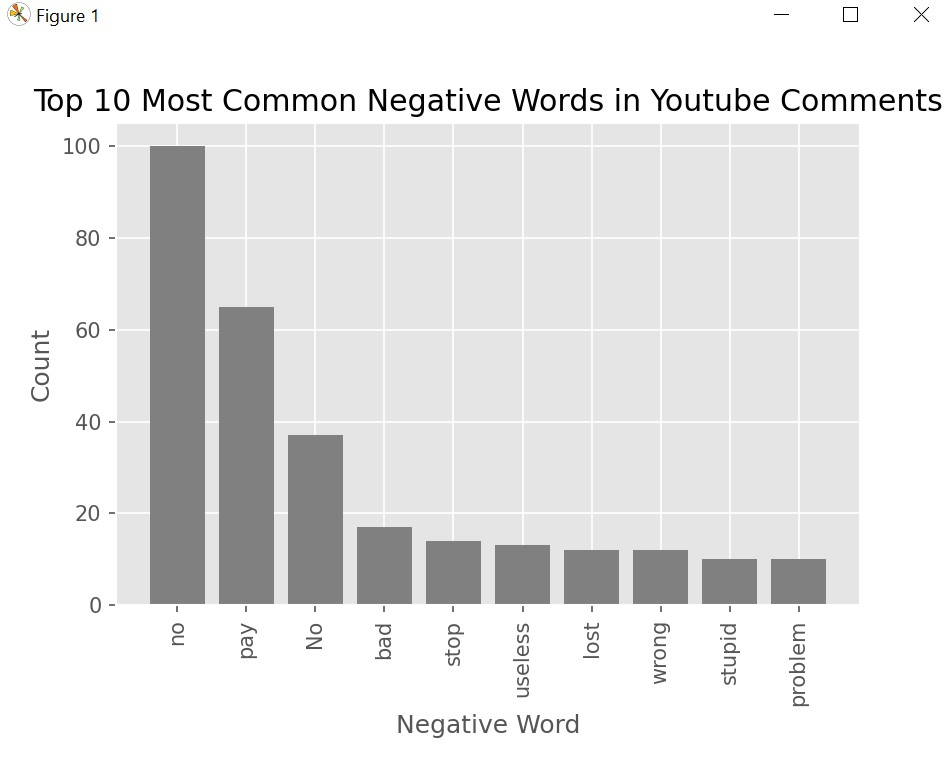 Figure 1
Top 10 Most Common Negative Words in Youtube Comments
100
80
60
40
20
0
Count
no
pay
No
bad
stop
useless
lost
wrong
stupid
problem
Negative Word